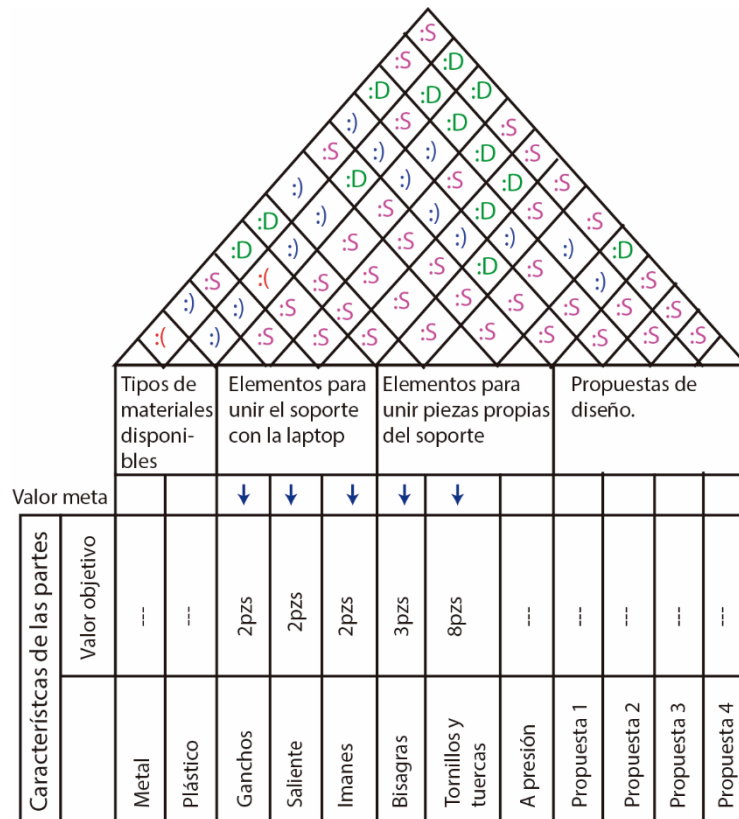 :S
:S :D
:D :D :D
:) :S :D :S
:S :) :) :D :S
:) :D :) :S :D :S
:D :) :S :) :D :S :S
:D :) :S :S :) :) :) :D
:S :( :S :S :S :D :S :) :S
:) :) :S :S :S :S :S :S :S :S
:( :) :S :S :S :S :S :S :S :S :S
Tipos de
materiales
disponi-
bles
Elementos para
unir el soporte
con la laptop
Elementos para
unir piezas propias
del soporte
Propuestas de
diseño.
Valor meta ↓ ↓ ↓ ↓ ↓
Característcas de las partes
Valor objetivo
---
---
2pzs
2pzs
2pzs
3pzs
8pzs
---
---
---
---
---
Metal
Plástico
Ganchos
Saliente
Imanes
Bisagras
Tornillos y
tuercas
A presión
Propuesta 1
Propuesta 2
Propuesta 3
Propuesta 4